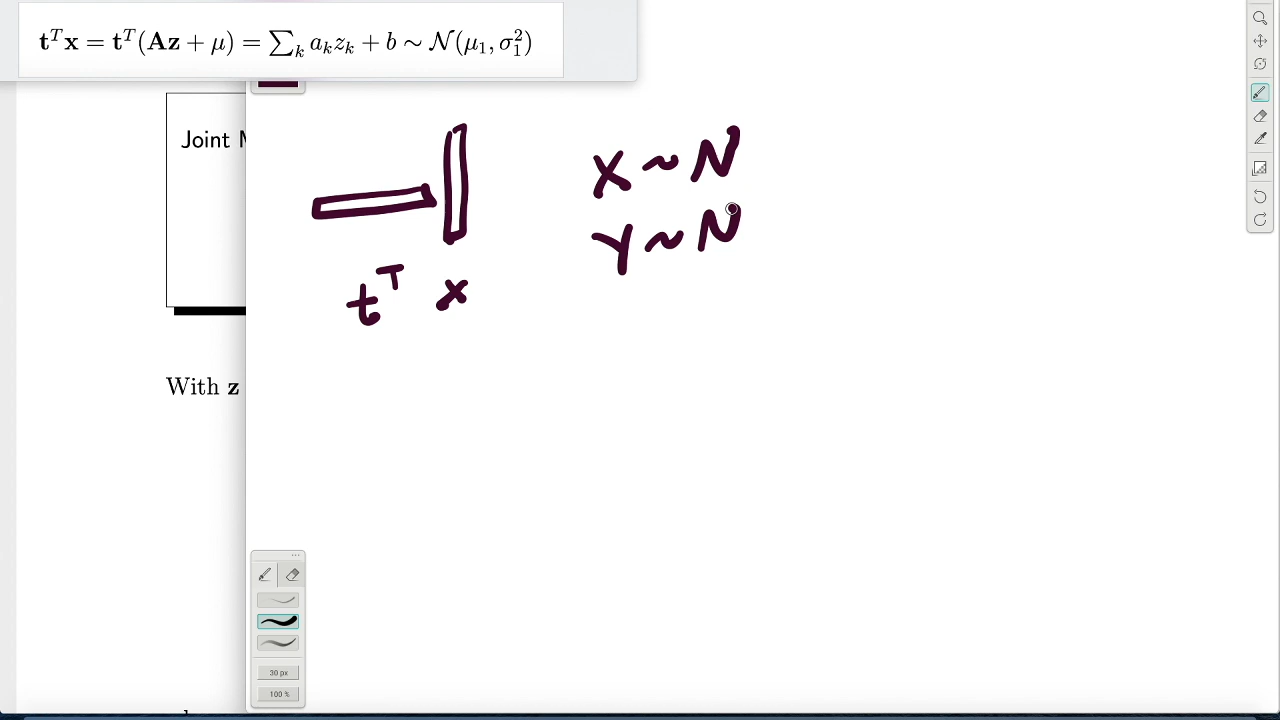 t^T x = t^T(Az + μ) = ∑_k a_k z_k + b ∼ 𝒩(μ_1, σ_1^2)
Joint M
x ~ N
y ~ N
t^T x
With z
30 px
100 %